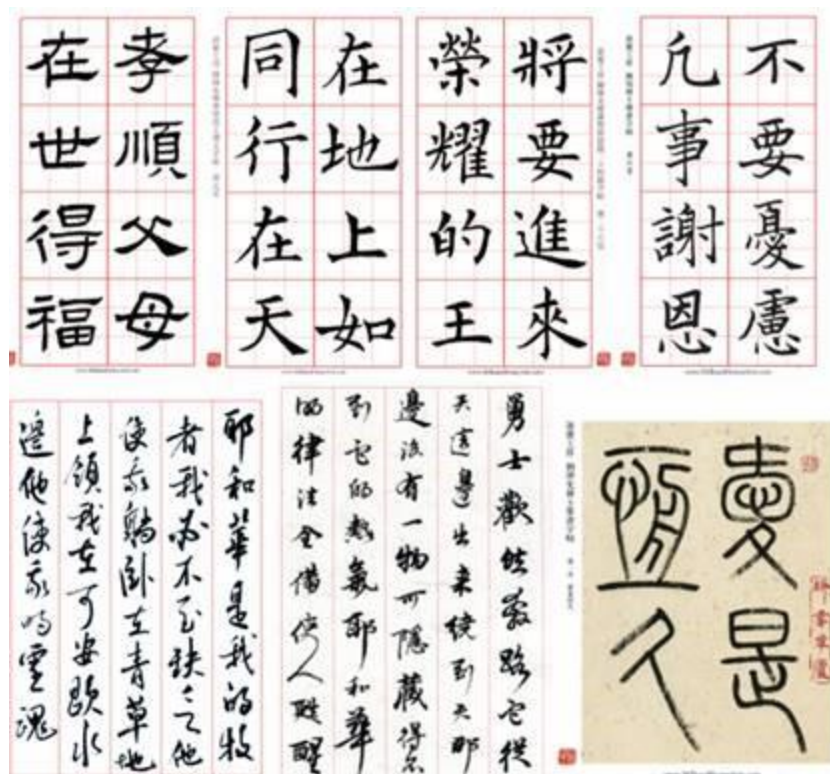 孝順父母
在世得福
在地上如
同行在天
將要進來
榮耀的王
不要憂慮
凡事謝恩
耶和華是我的牧
者我必不至缺乏他
使我躺臥在青草地
上領我在可安歇水
邊他使我的靈魂
勇士歡然奔路它從
天這邊出來繞到天那
邊沒有一物可隱藏得不
到它的熱氣耶和華
的律法全備使人甦醒
愛是
恆久